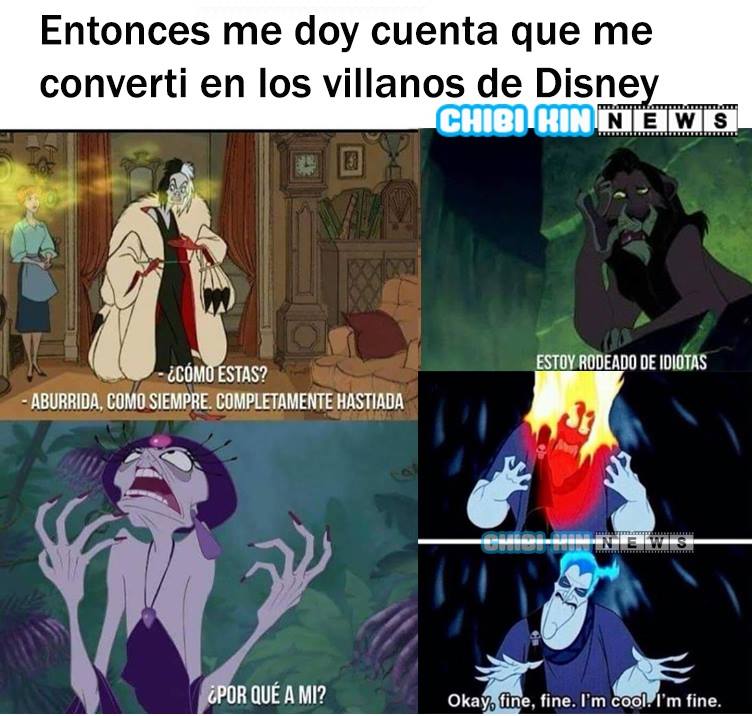 Entonces me doy cuenta que me
converti en los villanos de Disney
CHIBI KIN NEWS
- ¿CÓMO ESTAS?
- ABURRIDA, COMO SIEMPRE. COMPLETAMENTE HASTIADA
ESTOY RODEADO DE IDIOTAS
CHIBI KIN NEWS
¿POR QUÉ A MI?
Okay, fine, fine. I'm cool. I'm fine.